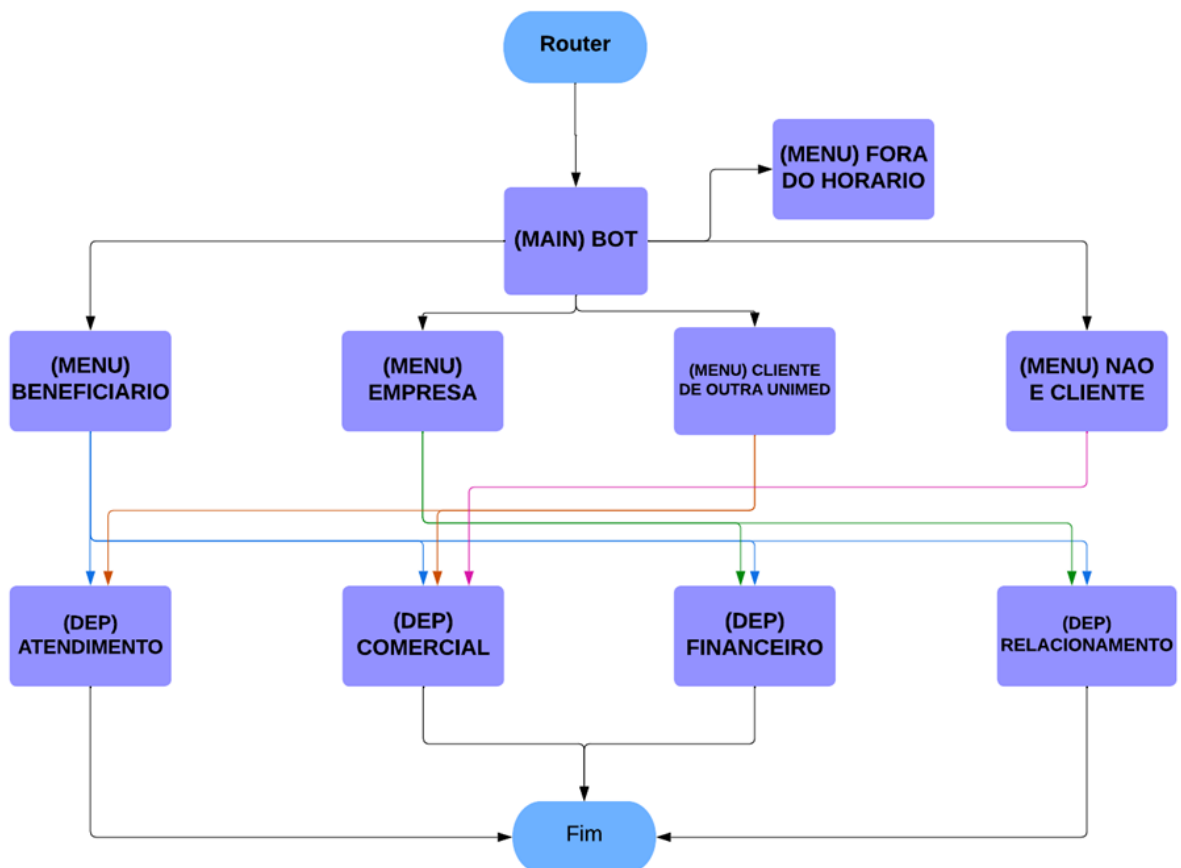 Router
(MENU) FORA
DO HORARIO
(MAIN) BOT
(MENU)
BENEFICIARIO
(MENU)
EMPRESA
(MENU) CLIENTE
DE OUTRA UNIMED
(MENU) NAO
E CLIENTE
(DEP)
ATENDIMENTO
(DEP)
COMERCIAL
(DEP)
FINANCEIRO
(DEP)
RELACIONAMENTO
Fim